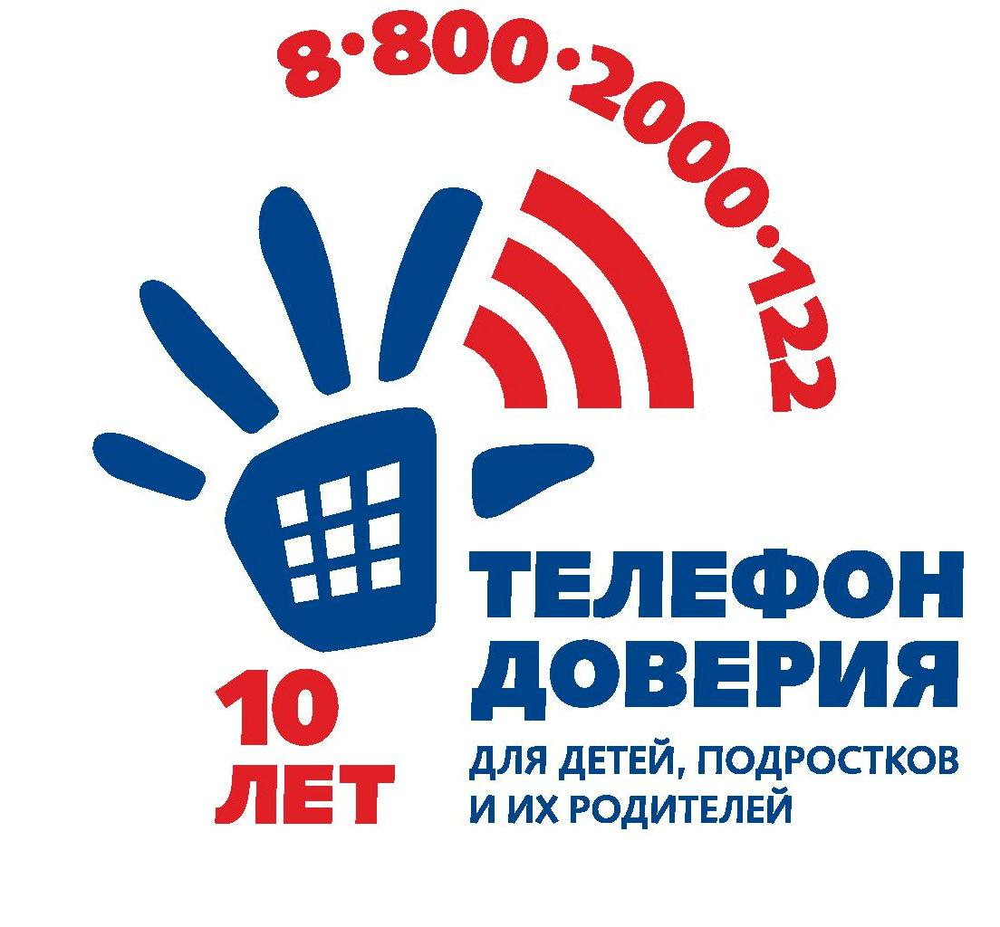 8·800·2000·122
ТЕЛЕФОН
ДОВЕРИЯ
ДЛЯ ДЕТЕЙ, ПОДРОСТКОВ
И ИХ РОДИТЕЛЕЙ
10
ЛЕТ